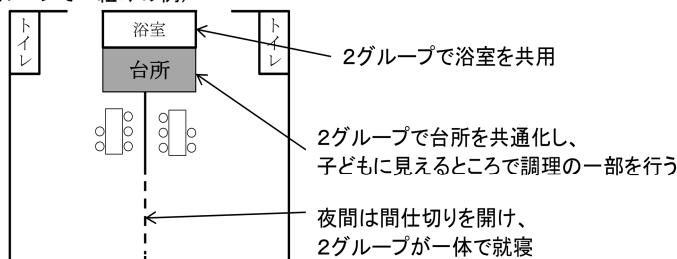 トイレ
浴室
トイレ
台所
2グループで浴室を共用
2グループで台所を共通化し、
子どもに見えるところで調理の一部を行う
夜間は間仕切りを開け、
2グループが一体で就寝